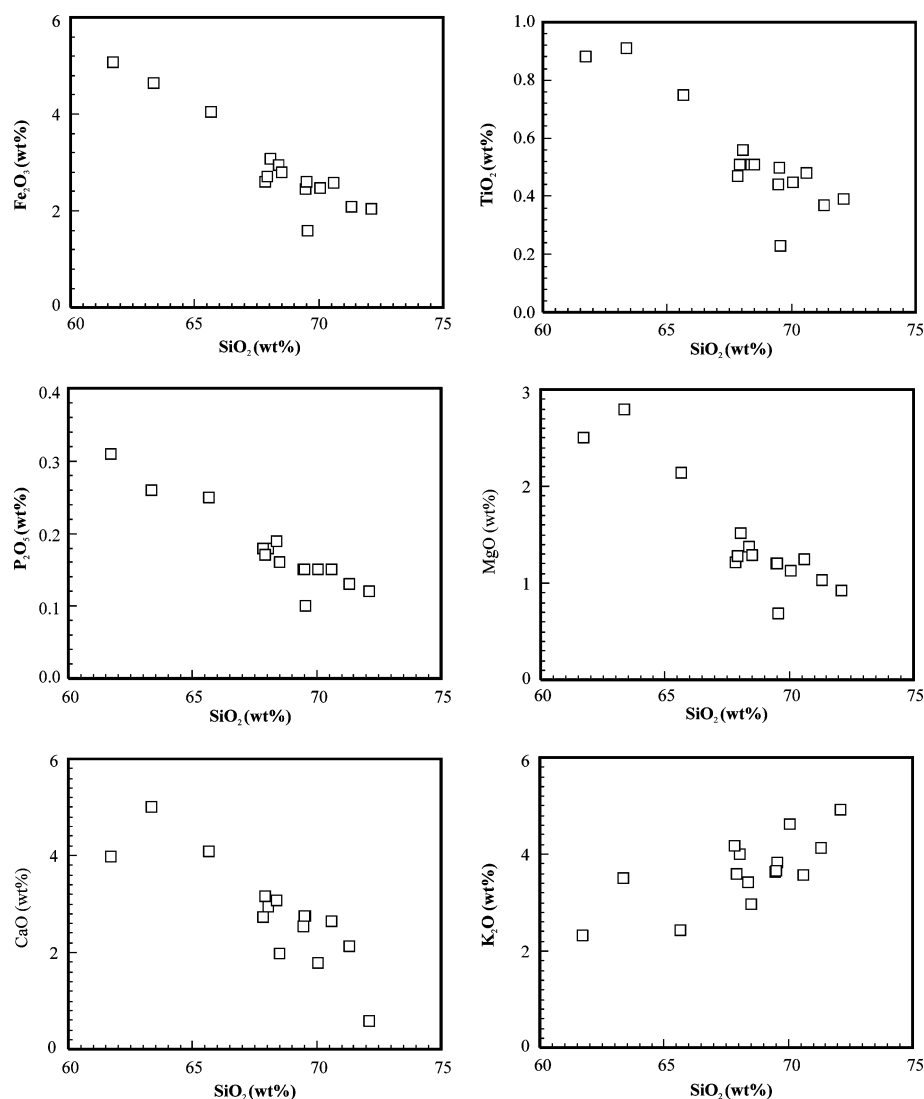 6
4
2
0
Fe₂O₃ (wt%)
60 65 70 75
SiO₂ (wt%)
1.0
0.8
0.6
0.4
0.2
0.0
TiO₂ (wt%)
60 65 70 75
SiO₂ (wt%)
0.4
0.3
0.2
0.1
0.0
P₂O₅ (wt%)
60 65 70 75
SiO₂ (wt%)
3
2
1
0
MgO (wt%)
60 65 70 75
SiO₂ (wt%)
6
4
2
0
CaO (wt%)
60 65 70 75
SiO₂ (wt%)
6
4
2
0
K₂O (wt%)
60 65 70 75
SiO₂ (wt%)